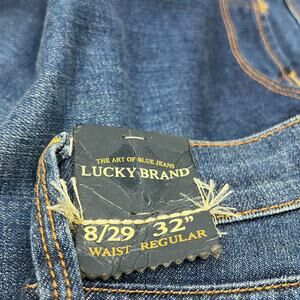 THE ART OF BLUE JEANS
LUCKY BRAND
8/29 32"
WAIST REGULAR